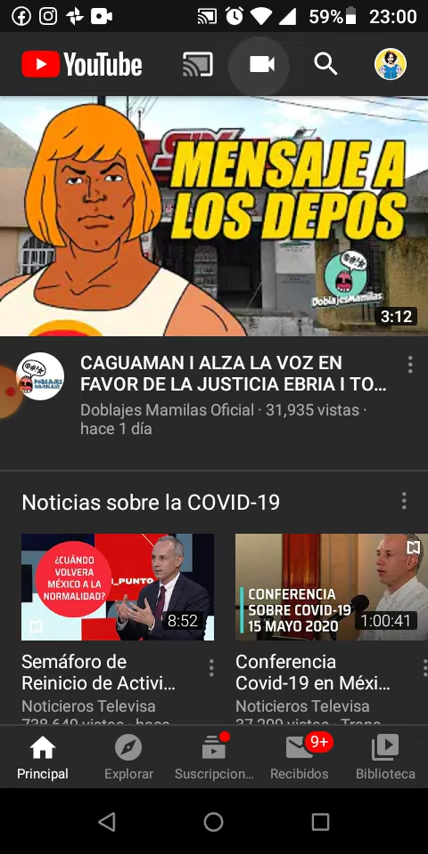 59% 23:00
YouTube
MENSAJE A
LOS DEPOS
DoblajesMamilas
3:12
CAGUAMAN I ALZA LA VOZ EN
FAVOR DE LA JUSTICIA EBRIA I TO...
Doblajes Mamilas Oficial · 31,935 vistas ·
hace 1 día
Noticias sobre la COVID-19
¿CUÁNDO
VOLVERA
MÉXICO A LA
NORMALIDAD?
PUNTO
8:52
CONFERENCIA
SOBRE COVID-19
15 MAYO 2020
1:00:41
Semáforo de
Reinicio de Activi...
Noticieros Televisa
Conferencia
Covid-19 en Méxi...
Noticieros Televisa
Principal
Explorar
Suscripcion...
9+
Recibidos
Biblioteca